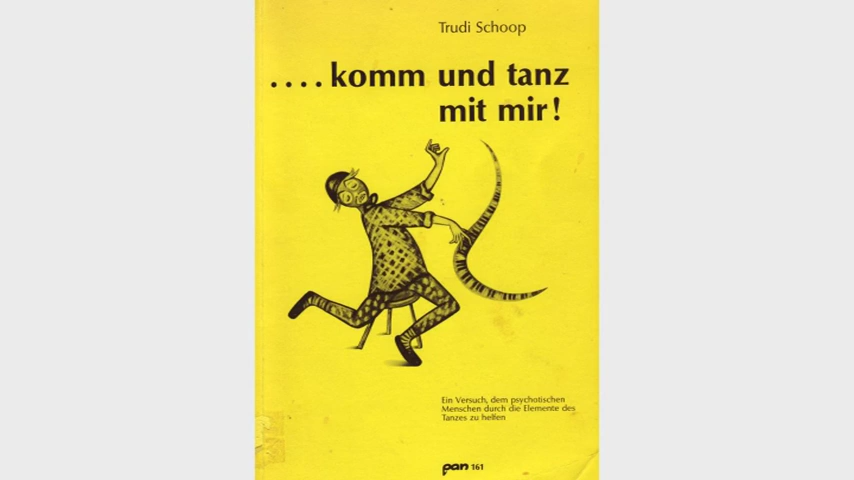 Trudi Schoop
....komm und tanz
mit mir!
Ein Versuch, dem psychotischen
Menschen durch die Elemente des
Tanzes zu helfen
pan 161